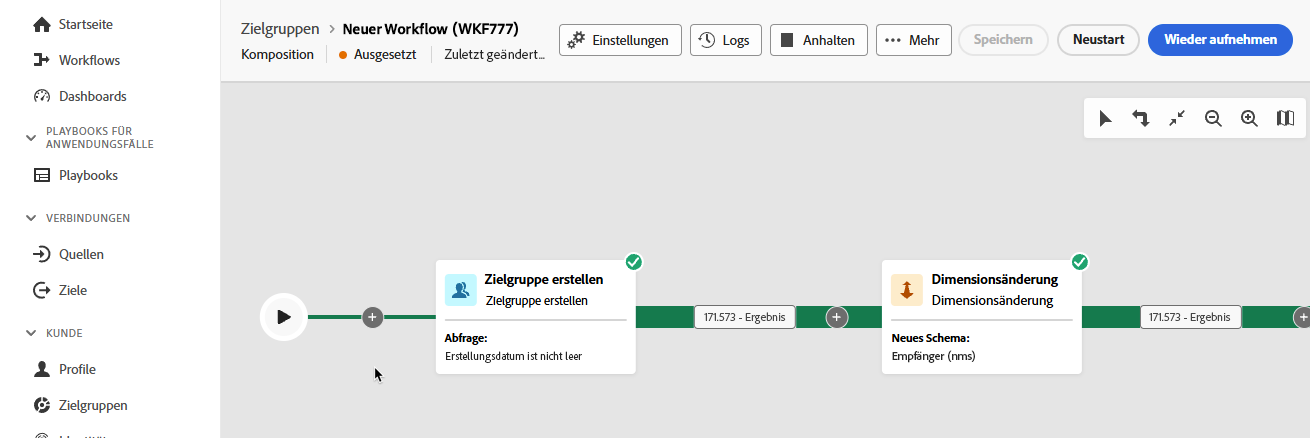 Startseite
Workflows
Dashboards
PLAYBOOKS FÜR
ANWENDUNGSFÄLLE
Playbooks
VERBINDUNGEN
Quellen
Ziele
KUNDE
Profile
Zielgruppen
Zielgruppen > Neuer Workflow (WKF777)
Komposition
Ausgesetzt
Zuletzt geändert...
Einstellungen
Logs
Anhalten
Mehr
Speichern
Neustart
Wieder aufnehmen
Zielgruppe erstellen
Zielgruppe erstellen
Abfrage:
Erstellungsdatum ist nicht leer
171.573 - Ergebnis
Dimensionsänderung
Dimensionsänderung
Neues Schema:
Empfänger (nms)
171.573 - Ergebnis